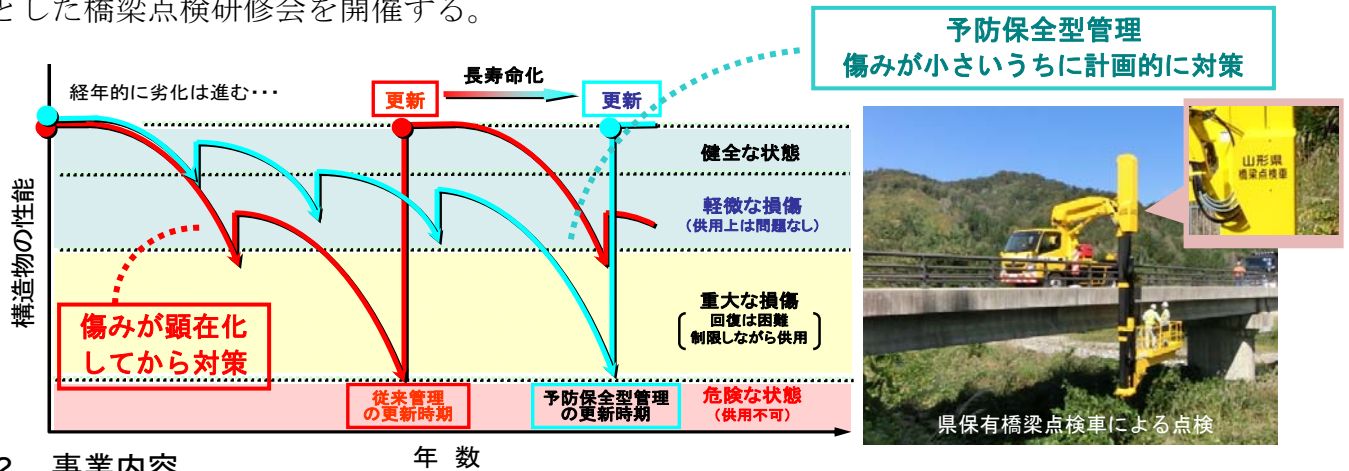 とした橋梁点検研修会を開催する。
予防保全型管理
傷みが小さいうちに計画的に対策
経年的に劣化は進む・・・
長寿命化
更新
更新
山形県
橋梁点検車
健全な状態
軽微な損傷
(供用上は問題なし)
構造物の性能
傷みが顕在化
してから対策
重大な損傷
回復は困難
制限しながら供用
従来管理
の更新時期
予防保全型管理
の更新時期
危険な状態
(供用不可)
県保有橋梁点検車による点検
年 数
2 事業内容